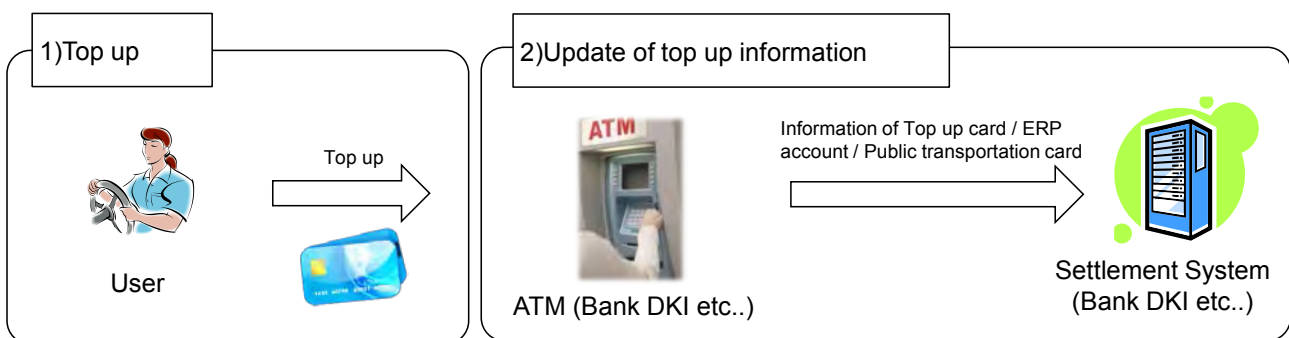 1)Top up
Top up
User
2)Update of top up information
ATM
ATM (Bank DKI etc..)
Information of Top up card / ERP
account / Public transportation card
Settlement System
(Bank DKI etc..)